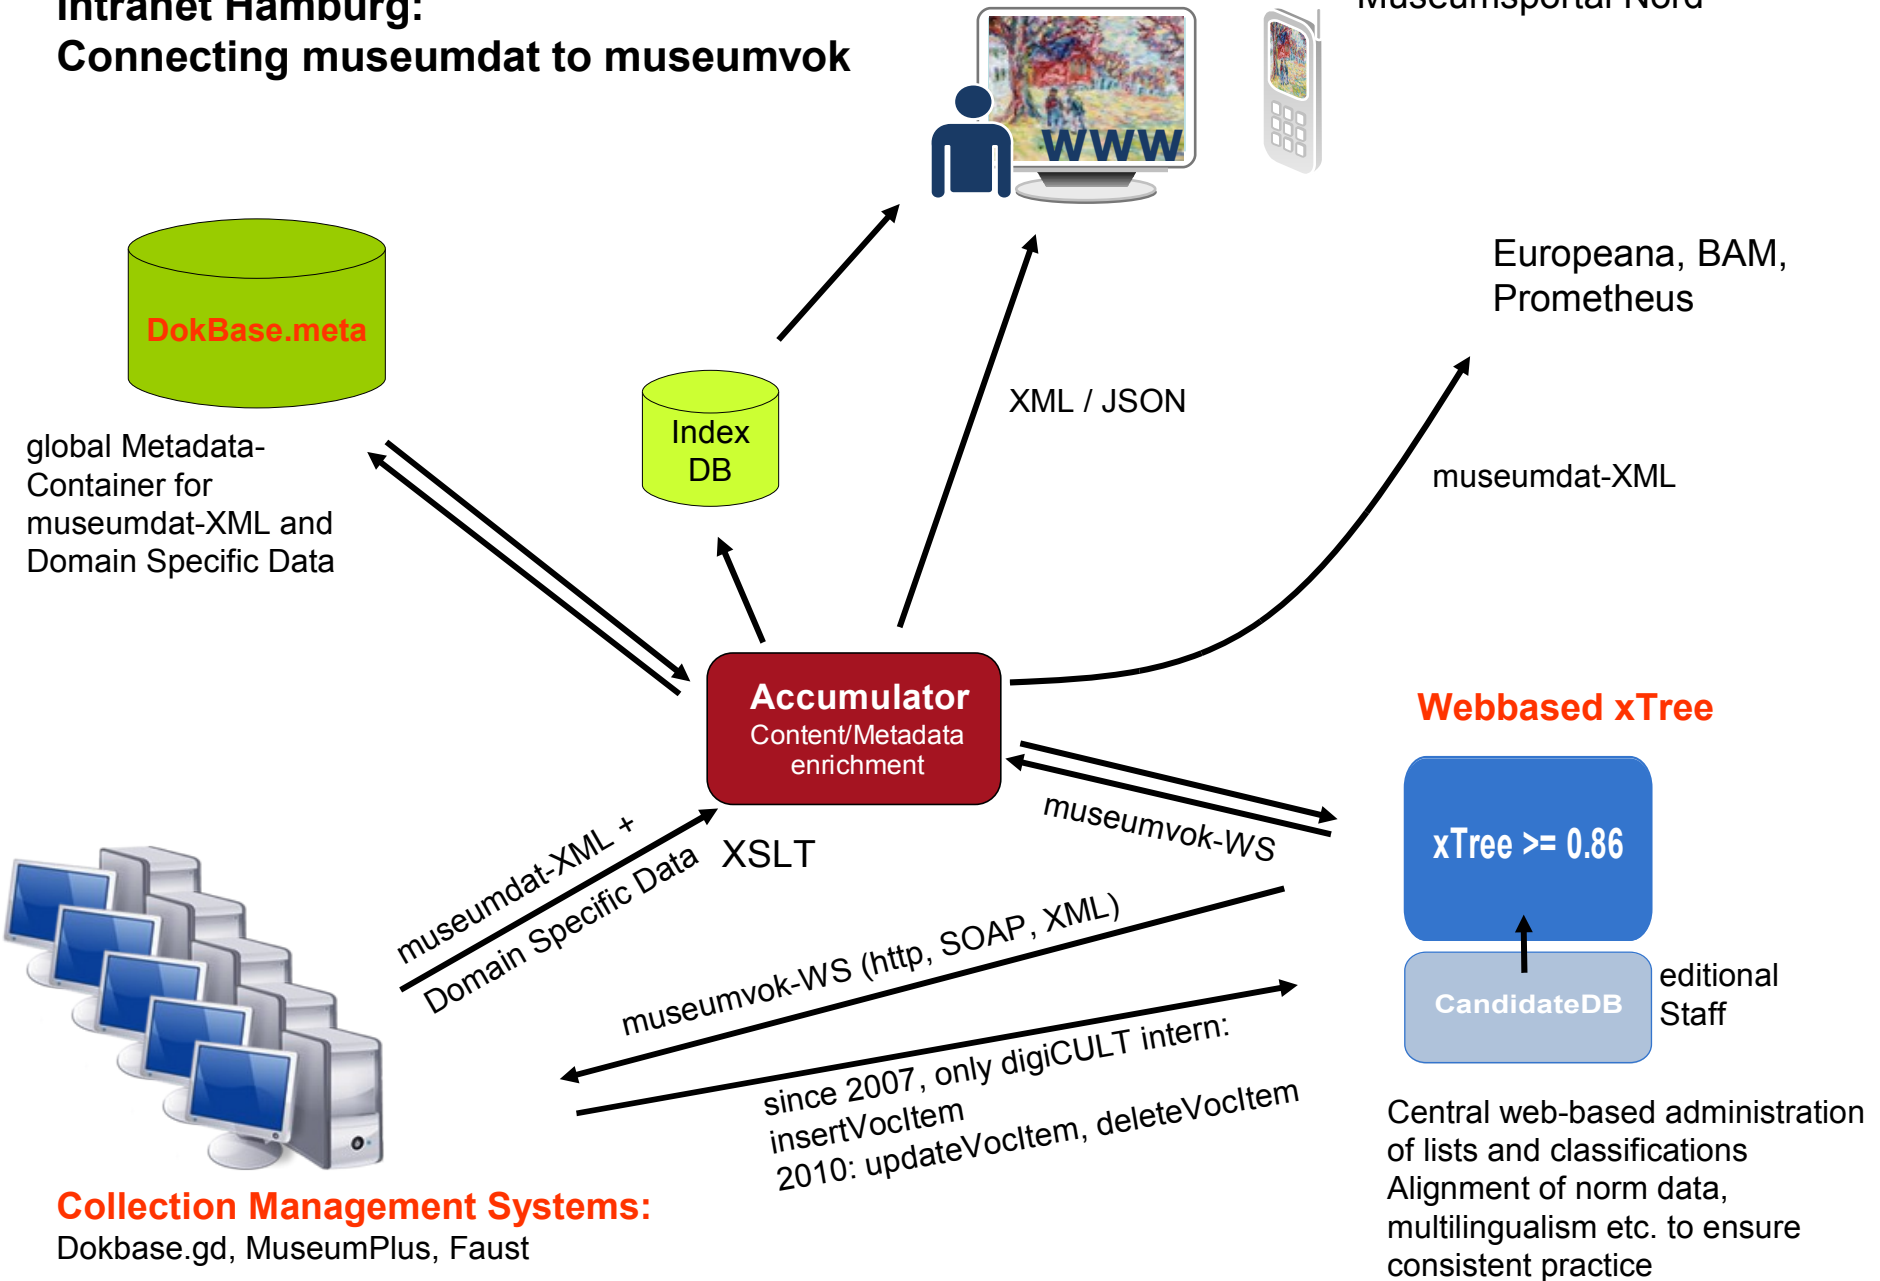 Intranet Hamburg:
Connecting museumdat to museumvok
Museumsportal Nord
WWW
DokBase.meta
global Metadata-
Container for
museumdat-XML and
Domain Specific Data
Index
DB
XML / JSON
Europeana, BAM,
Prometheus
museumdat-XML
Accumulator
Content/Metadata
enrichment
museumdat-XML +
Domain Specific Data
XSLT
museumvok-WS
Webbased xTree
xTree >= 0.86
CandidateDB
editional
Staff
museumvok-WS (http, SOAP, XML)
since 2007, only digiCULT intern:
insertVocItem
2010: updateVocItem, deleteVocItem
Collection Management Systems:
Dokbase.gd, MuseumPlus, Faust
Central web-based administration
of lists and classifications
Alignment of norm data,
multilingualism etc. to ensure
consistent practice